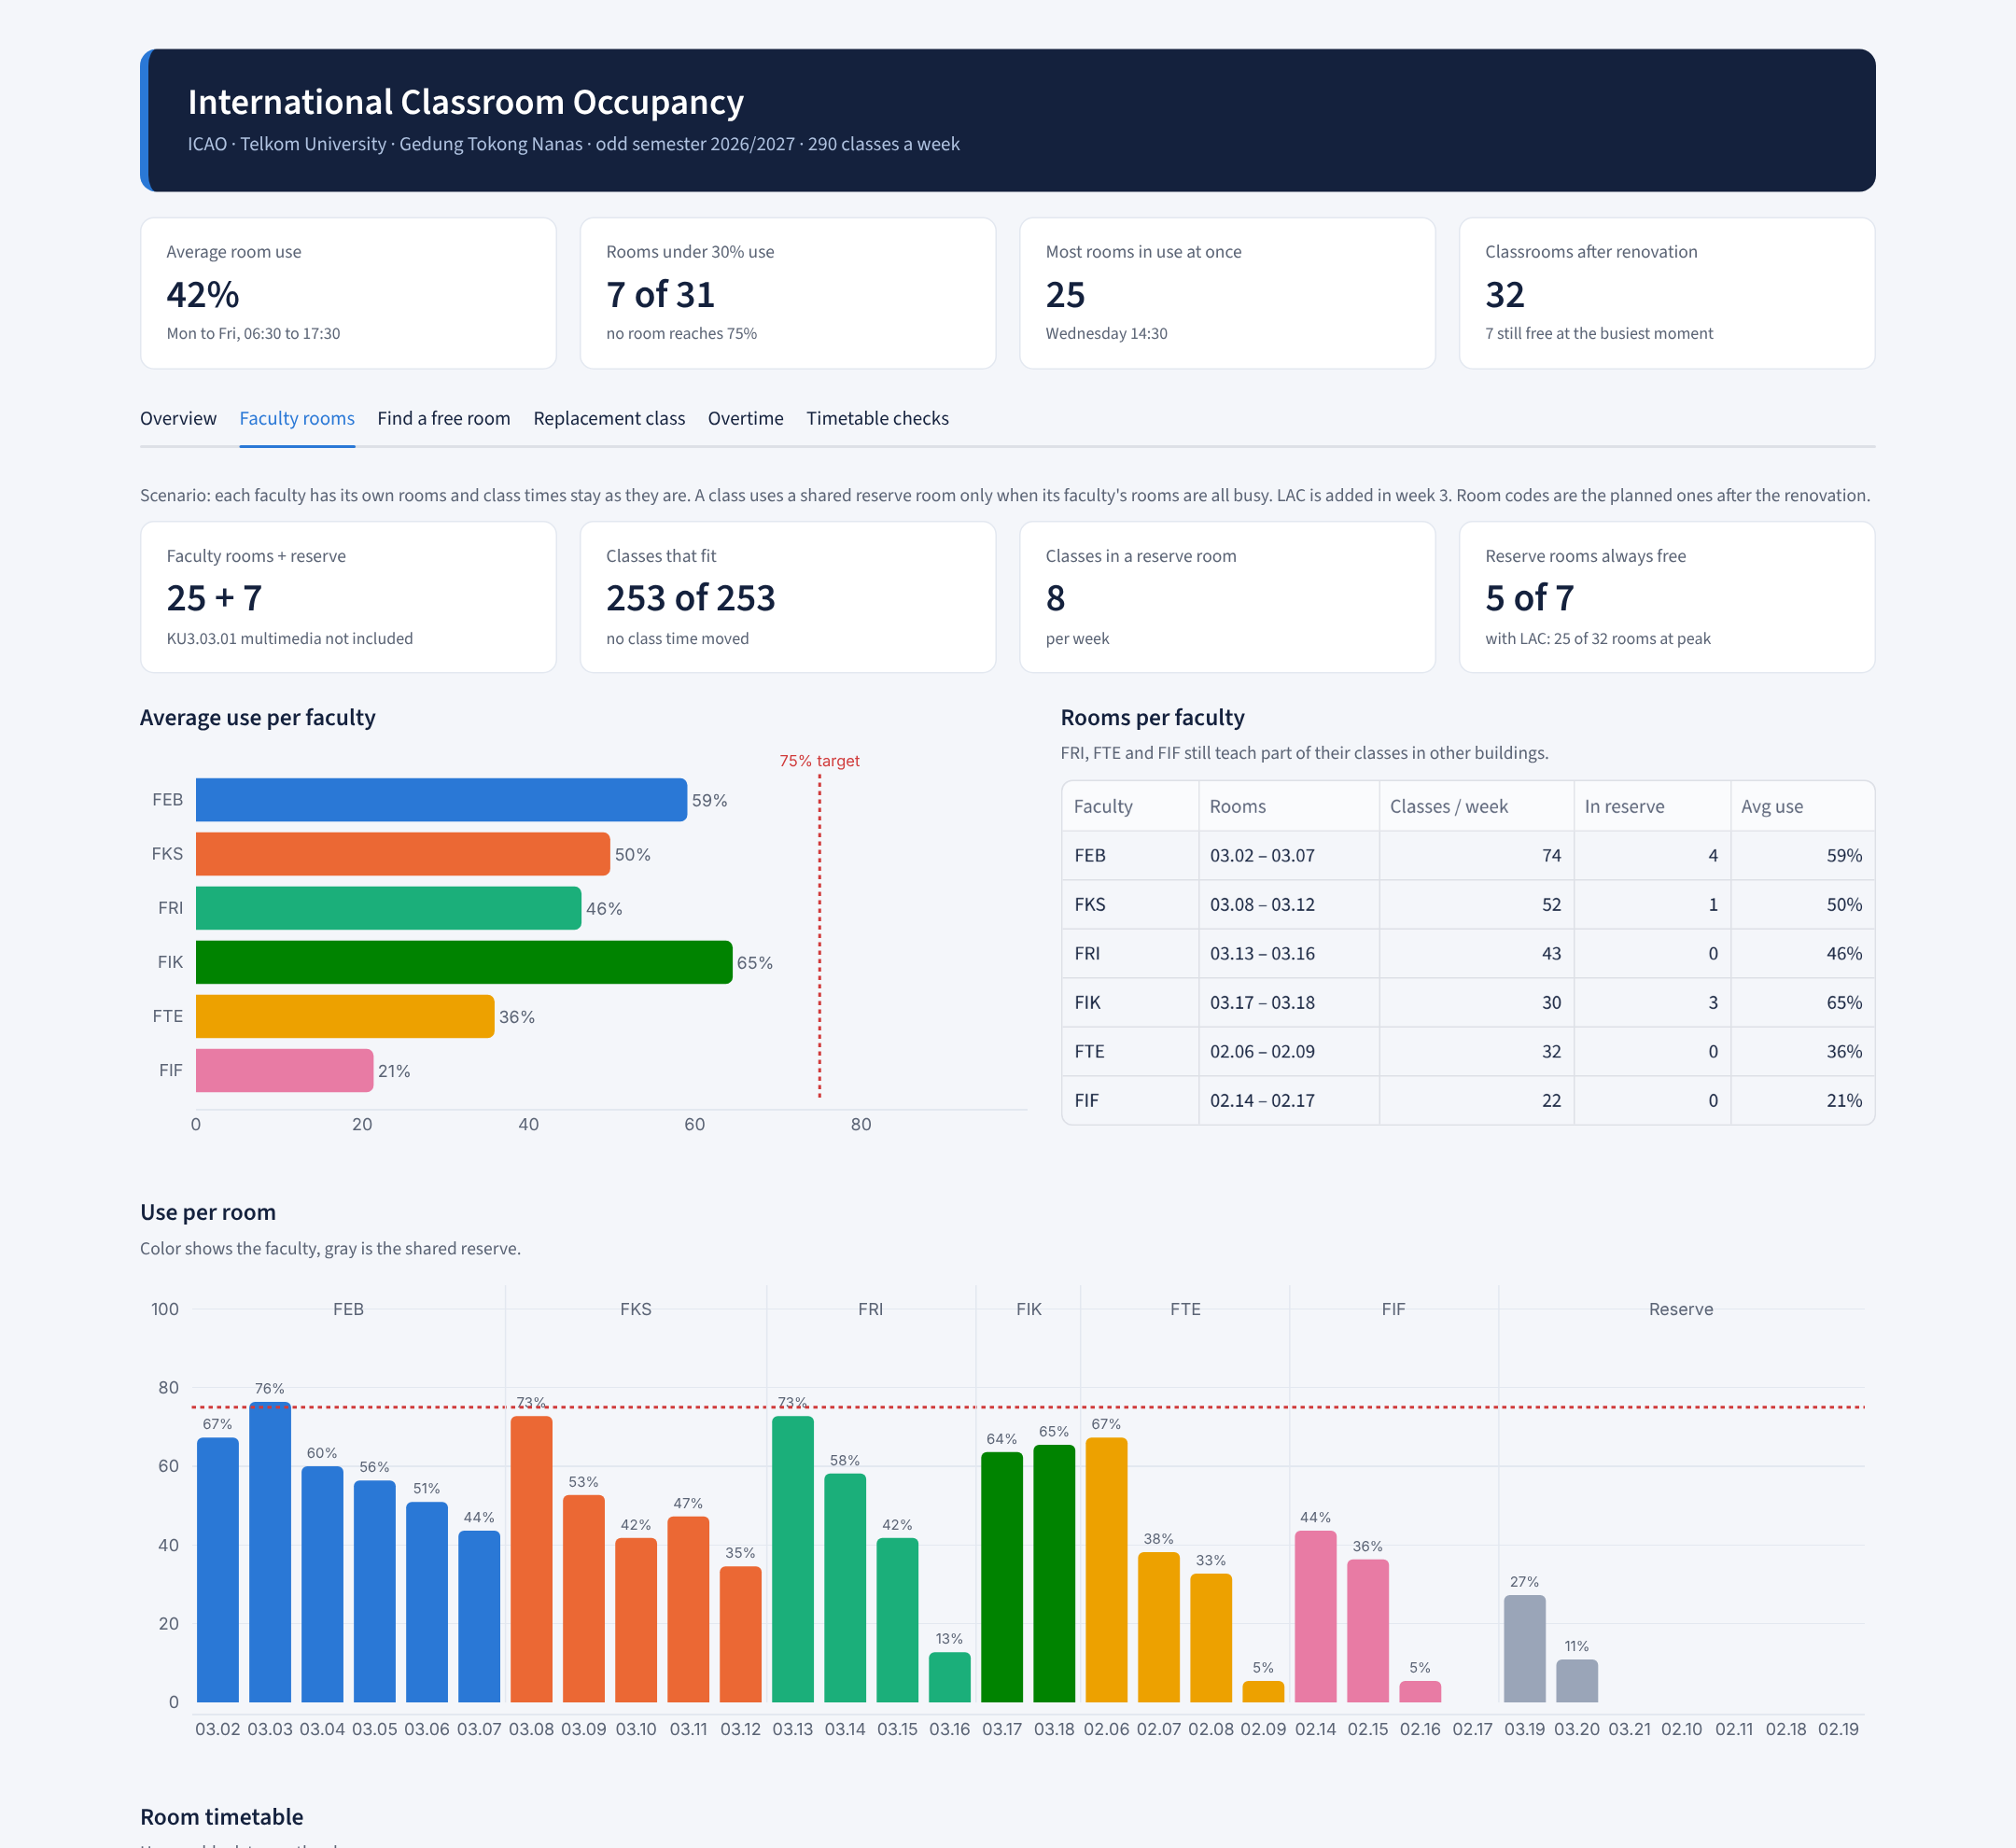 International Classroom Occupancy
ICAO · Telkom University · Gedung Tokong Nanas · odd semester 2026/2027 · 290 classes a week
Average room use
42%
Mon to Fri, 06:30 to 17:30
Rooms under 30% use
7 of 31
no room reaches 75%
Most rooms in use at once
25
Wednesday 14:30
Classrooms after renovation
32
7 still free at the busiest moment
Overview Faculty rooms Find a free room Replacement class Overtime Timetable checks
Scenario: each faculty has its own rooms and class times stay as they are. A class uses a shared reserve room only when its faculty's rooms are all busy. LAC is added in week 3. Room codes are the planned ones after the renovation.
Faculty rooms + reserve
25 + 7
KU3.03.01 multimedia not included
Classes that fit
253 of 253
no class time moved
Classes in a reserve room
8
per week
Reserve rooms always free
5 of 7
with LAC: 25 of 32 rooms at peak
Average use per faculty
75% target
FEB 59%
FKS 50%
FRI 46%
FIK 65%
FTE 36%
FIF 21%
0 20 40 60 80
Rooms per faculty
FRI, FTE and FIF still teach part of their classes in other buildings.
Faculty Rooms Classes / week In reserve Avg use
FEB 03.02 – 03.07 74 4 59%
FKS 03.08 – 03.12 52 1 50%
FRI 03.13 – 03.16 43 0 46%
FIK 03.17 – 03.18 30 3 65%
FTE 02.06 – 02.09 32 0 36%
FIF 02.14 – 02.17 22 0 21%
Use per room
Color shows the faculty, gray is the shared reserve.
100 FEB FKS FRI FIK FTE FIF Reserve
80
60
40
20
0
67% 76% 60% 56% 51% 44% 73% 53% 42% 47% 35% 73% 58% 42% 13% 64% 65% 67% 38% 33% 5% 44% 36% 5% 27% 11%
03.02 03.03 03.04 03.05 03.06 03.07 03.08 03.09 03.10 03.11 03.12 03.13 03.14 03.15 03.16 03.17 03.18 02.06 02.07 02.08 02.09 02.14 02.15 02.16 02.17 03.19 03.20 03.21 02.10 02.11 02.18 02.19
Room timetable